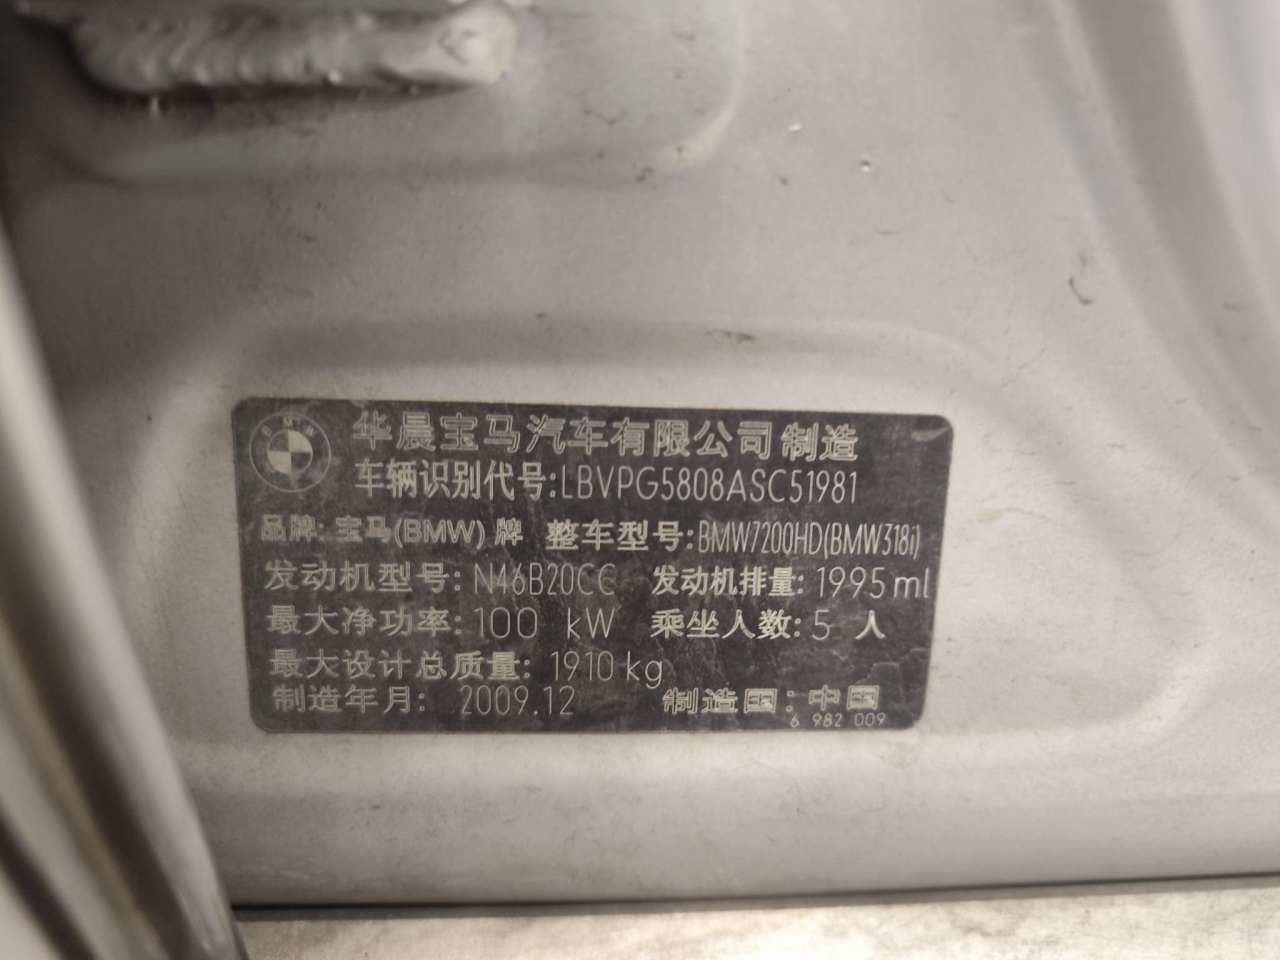 BMW
华晨宝马汽车有限公司制造
车辆识别代号:LBVPG5808ASC51981
品牌:宝马(BMW)牌 整车型号:BMW7200HD(BMW318i)
发动机型号:N46B20CC 发动机排量:1995ml
最大净功率:100 kW 乘坐人数:5 人
最大设计总质量:1910kg
制造年月:2009.12 制造国:中国
6 982 009